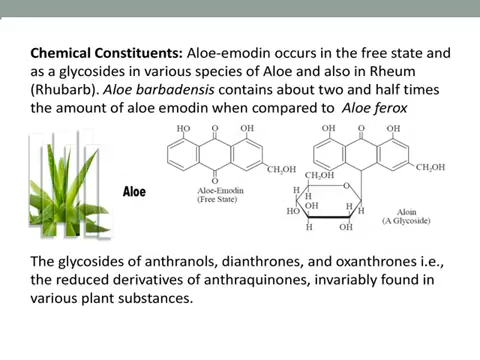 Chemical Constituents: Aloe-emodin occurs in the free state and
as a glycosides in various species of Aloe and also in Rheum
(Rhubarb). Aloe barbadensis contains about two and half times
the amount of aloe emodin when compared to Aloe ferox
Aloe
HO O OH
CH2OH
O
Aloe-Emodin
(Free State)
OH O OH
CH2OH
CH2OH
H O
H
OH H
HO H
H OH
Aloin
(A Glycoside)
The glycosides of anthranols, dianthrones, and oxanthrones i.e.,
the reduced derivatives of anthraquinones, invariably found in
various plant substances.